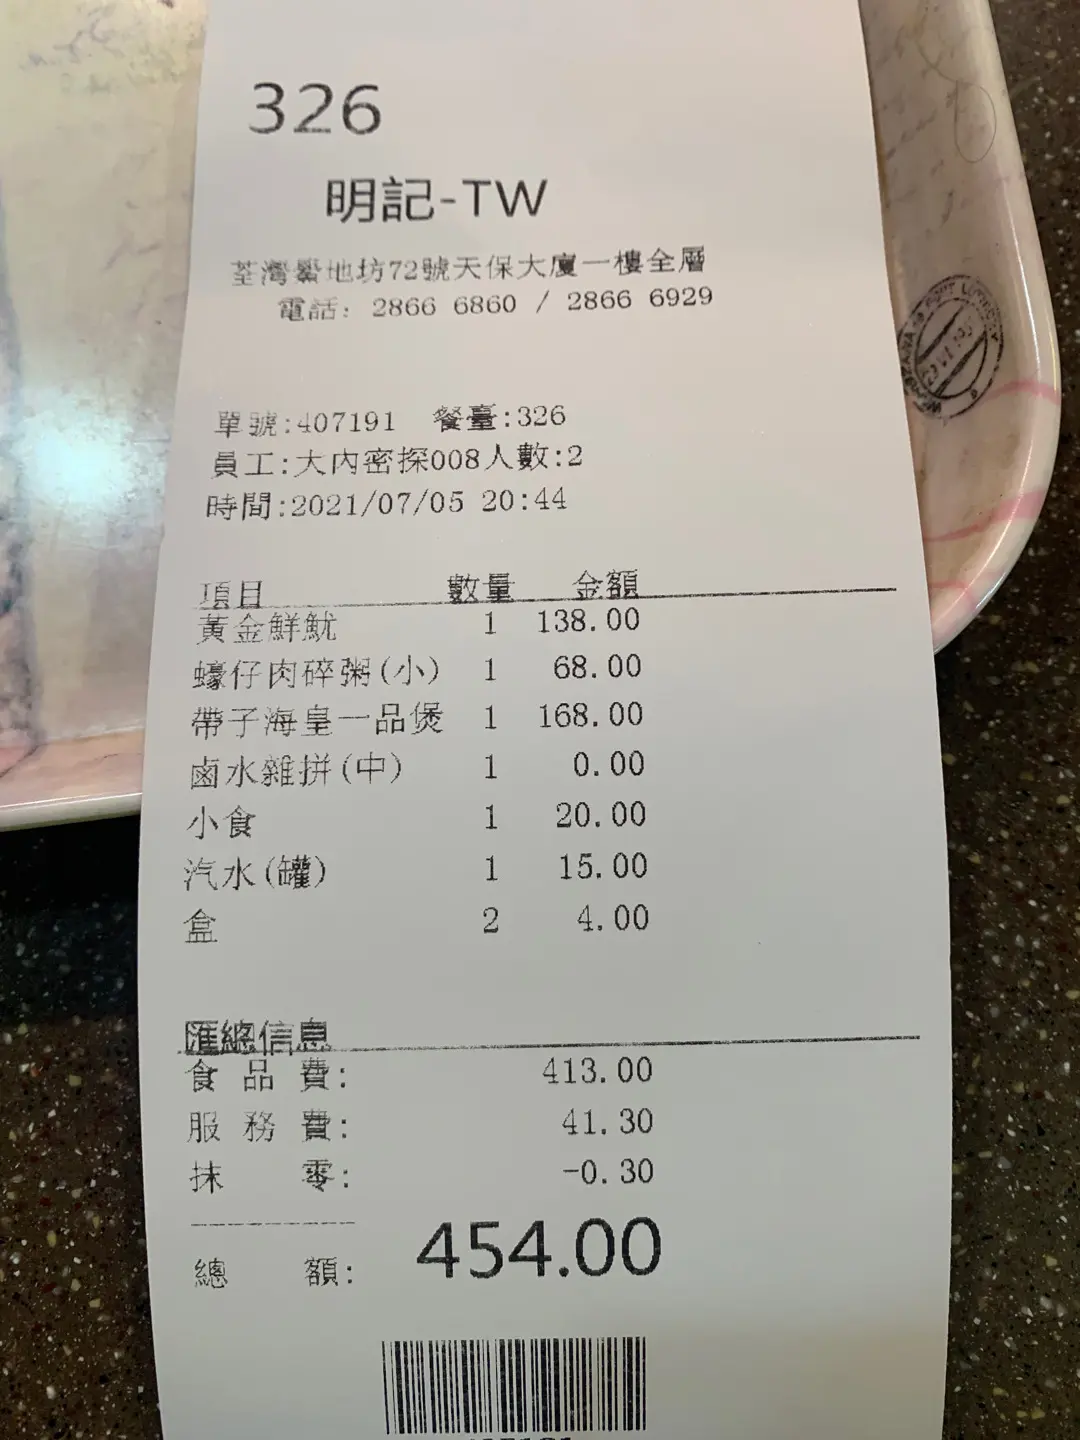 326
明記-TW
荃灣鱟地坊72號天保大廈一樓全層
電話: 2866 6860 / 2866 6929
單號:407191 餐臺:326
員工:大內密探008人數:2
時間:2021/07/05 20:44
項目 數量 金額
黃金鮮魷 1 138.00
蠔仔肉碎粥(小) 1 68.00
帶子海皇一品煲 1 168.00
鹵水雜拼(中) 1 0.00
小食 1 20.00
汽水(罐) 1 15.00
盒 2 4.00
匯總信息
食品費: 413.00
服務費: 41.30
抹零: -0.30
總額: 454.00